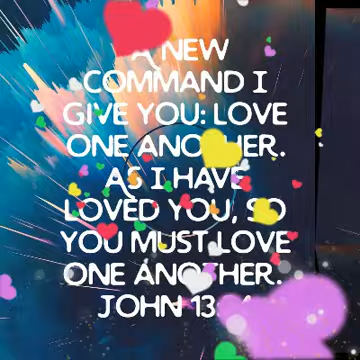 A NEW
COMMAND I
GIVE YOU: LOVE
ONE ANOTHER.
AS I HAVE
LOVED YOU, SO
YOU MUST LOVE
ONE ANOTHER.
JOHN 13:34